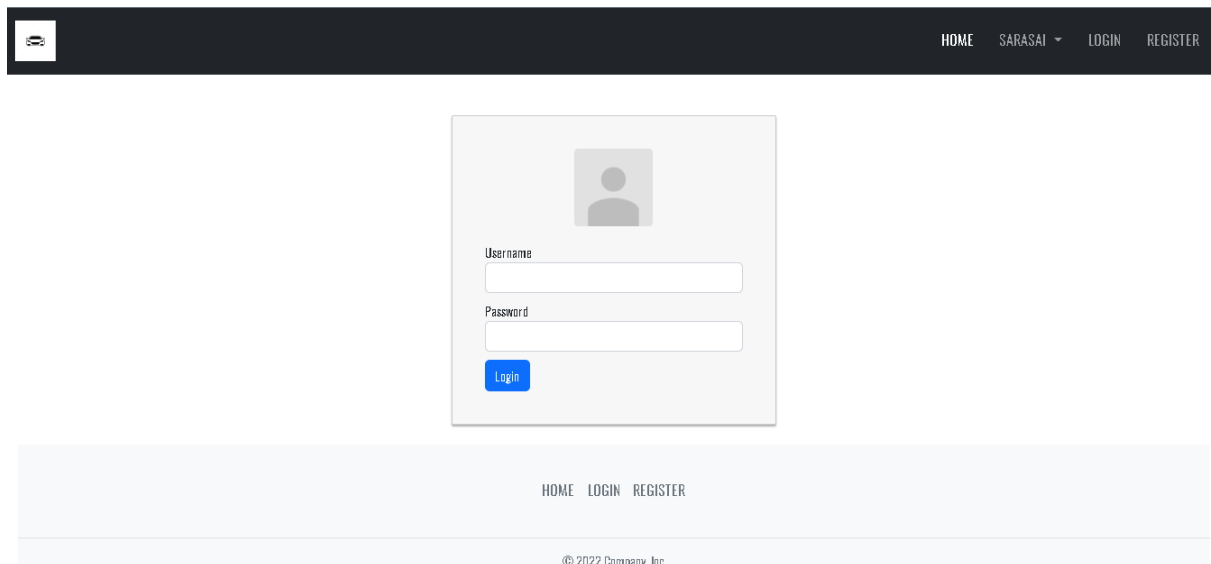 HOME SARASAI LOGIN REGISTER
Username
Password
Login
HOME LOGIN REGISTER
© 2022 Company, Inc